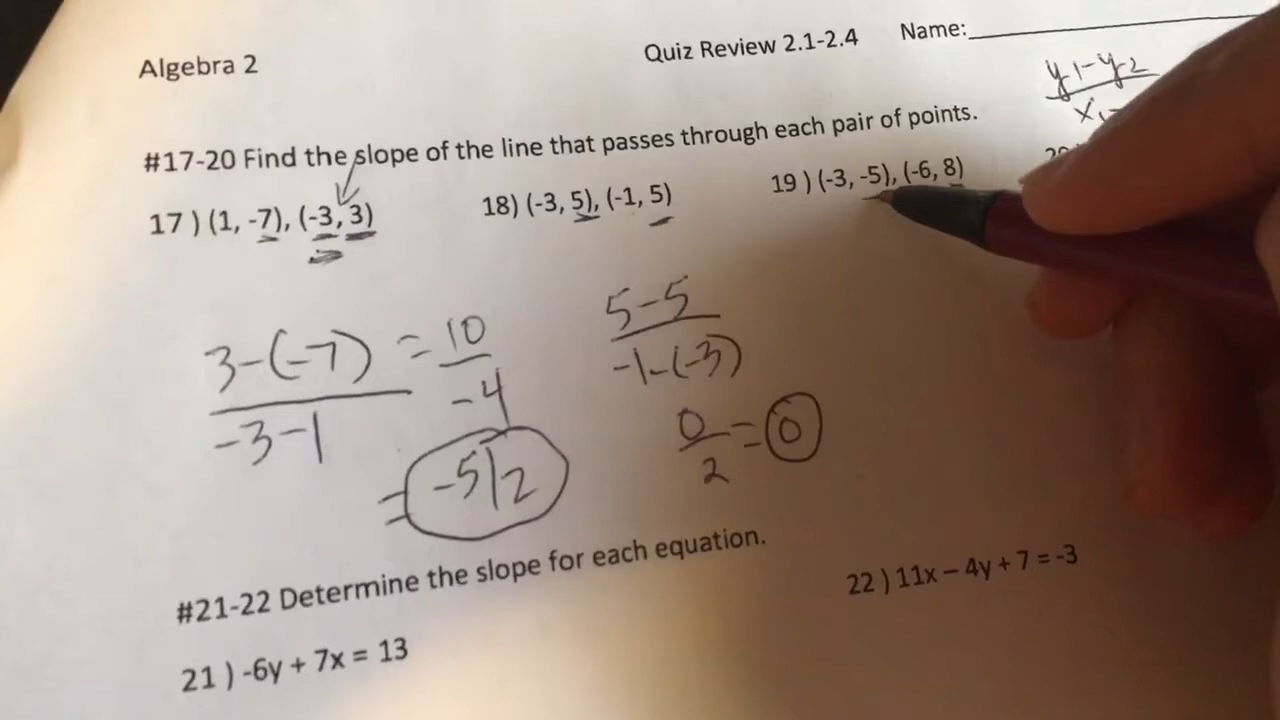 Algebra 2 Quiz Review 2.1-2.4 Name:
y1-y2
x1-
#17-20 Find the slope of the line that passes through each pair of points.
17 ) (1, -7), (-3, 3) 18) (-3, 5), (-1, 5) 19 ) (-3, -5), (-6, 8)
3-(-7) = 10
-3-1 -4
= -5/2
5-5
-1-(-3)
0/2 = 0
#21-22 Determine the slope for each equation.
21 ) -6y + 7x = 13 22 ) 11x – 4y + 7 = -3